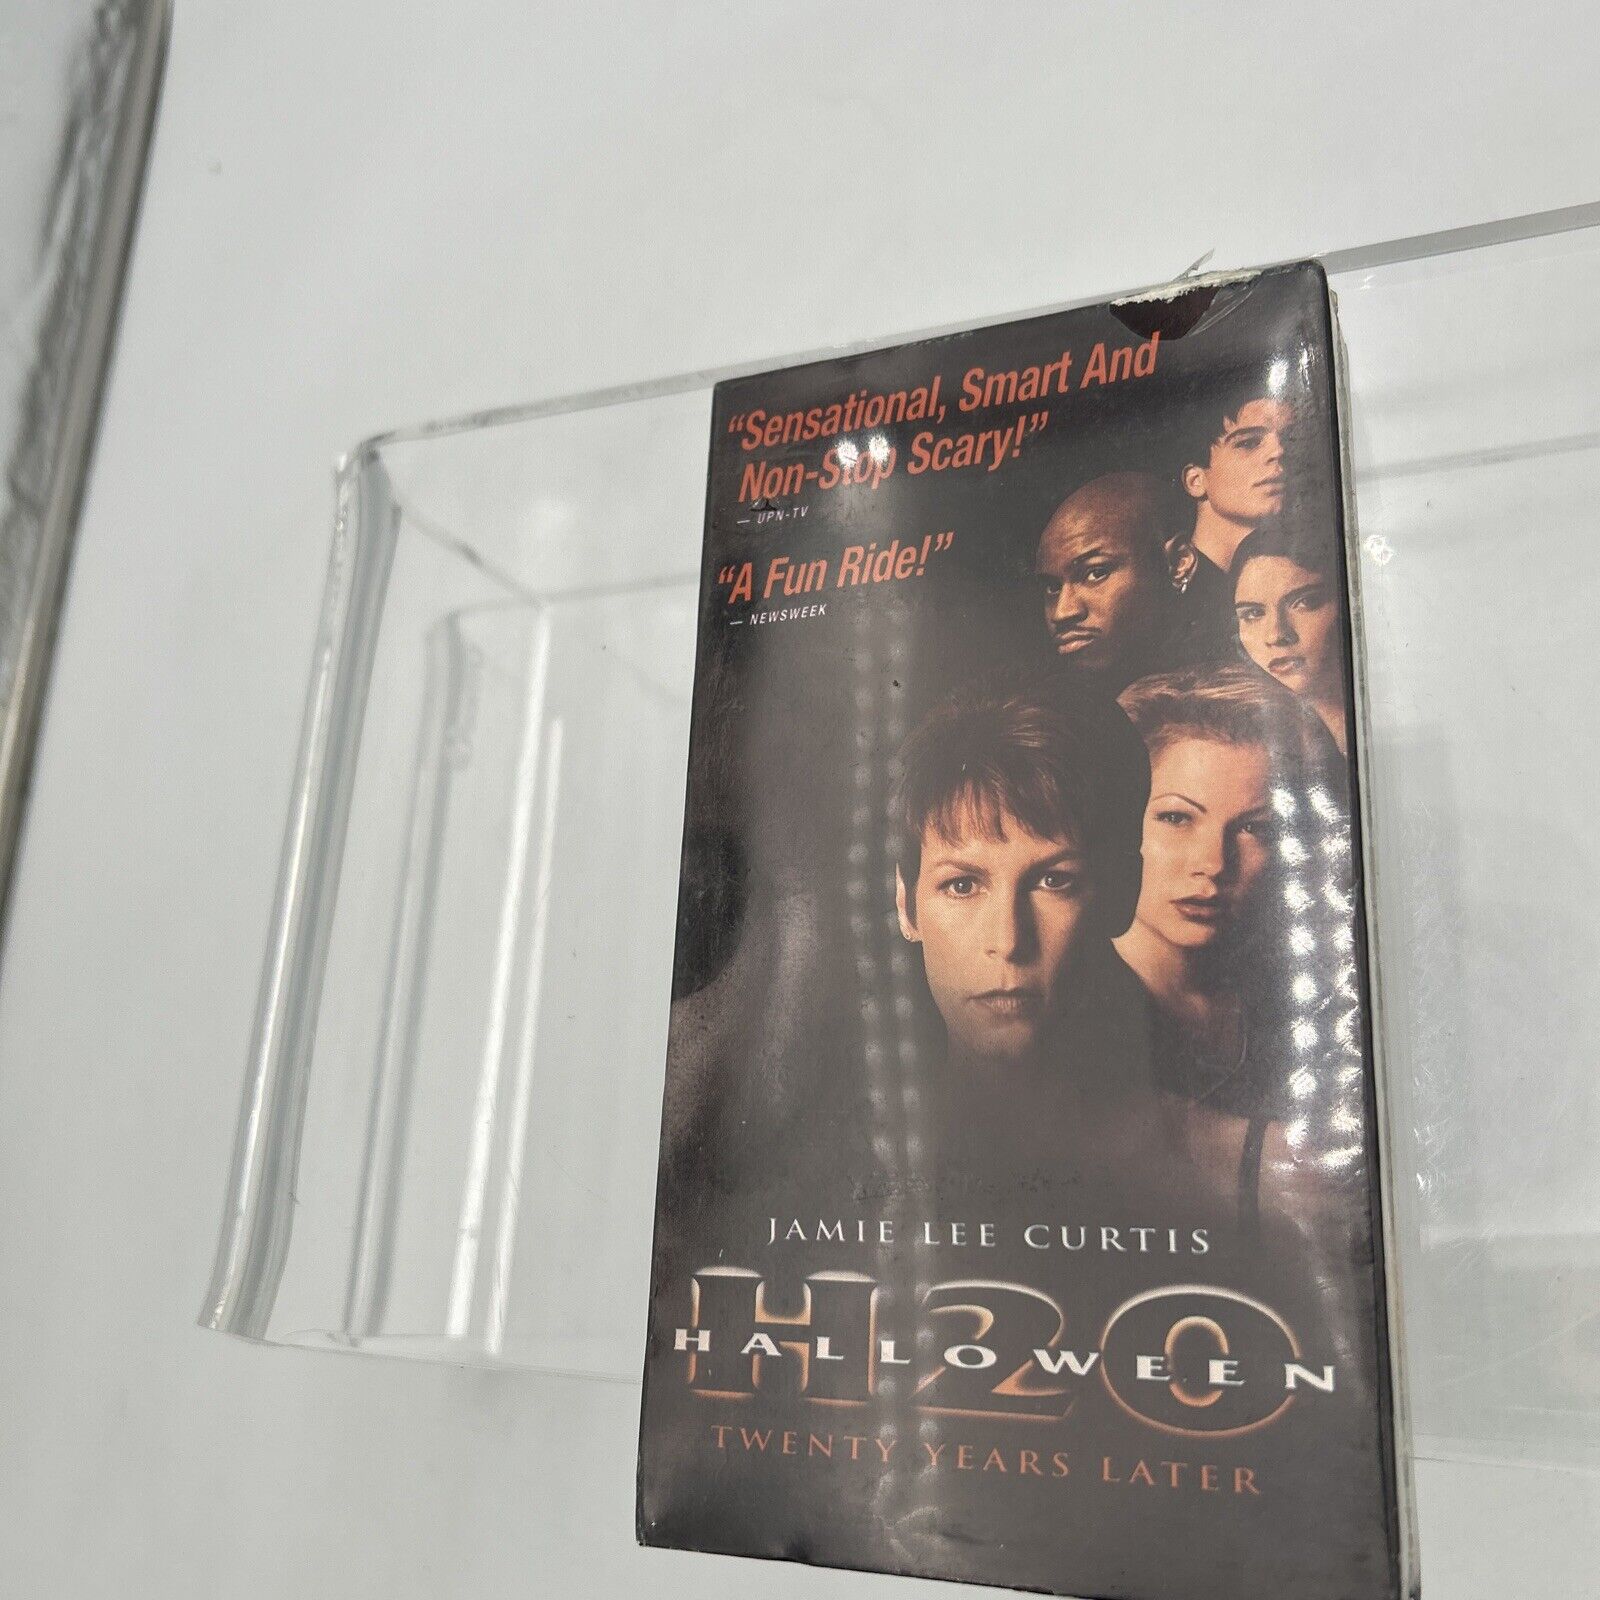 “Sensational, Smart And
Non-Stop Scary!”
— UPN-TV
“A Fun Ride!”
— NEWSWEEK
JAMIE LEE CURTIS
H20
HALLOWEEN
TWENTY YEARS LATER